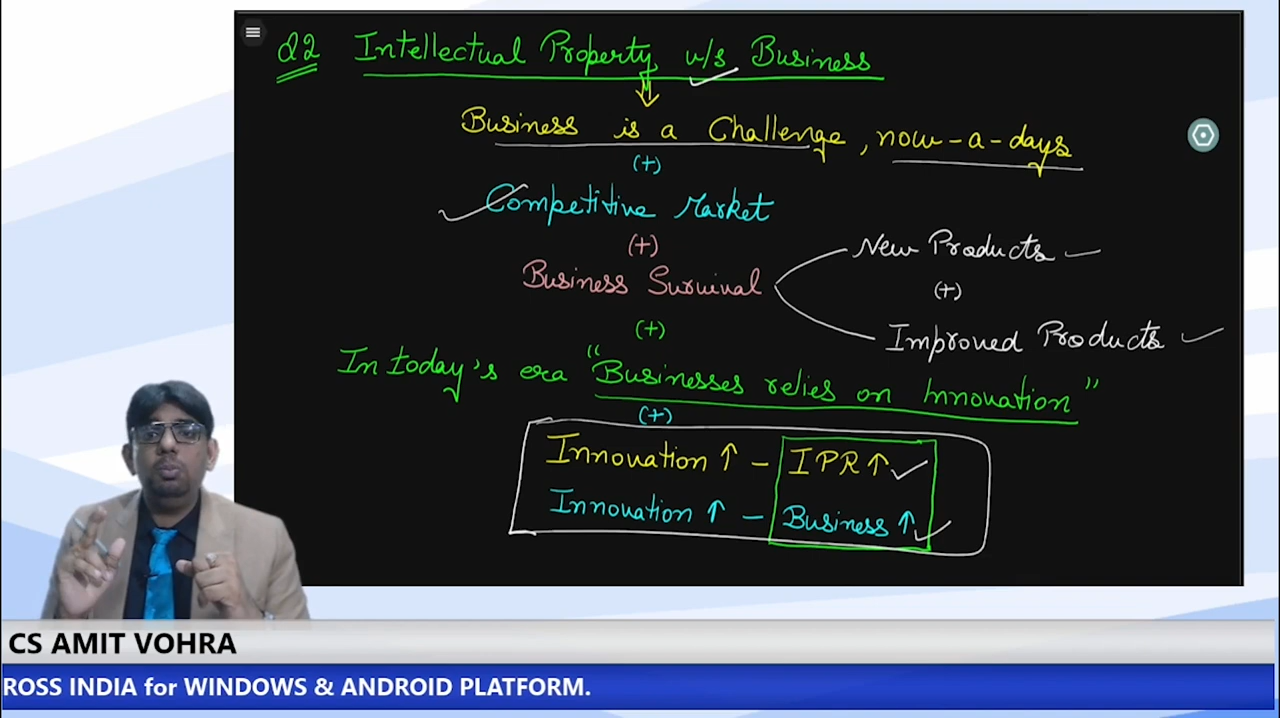 Q2 Intellectual Property v/s Business
Business is a Challenge, now-a-days
(+)
Competitive Market
(+)
Business Survival
New Products
(+)
Improved Products
(+)
In today's era "Businesses relies on Innovation"
(+)
Innovation ↑ - IPR ↑
Innovation ↑ - Business ↑
CS AMIT VOHRA
ROSS INDIA for WINDOWS & ANDROID PLATFORM.